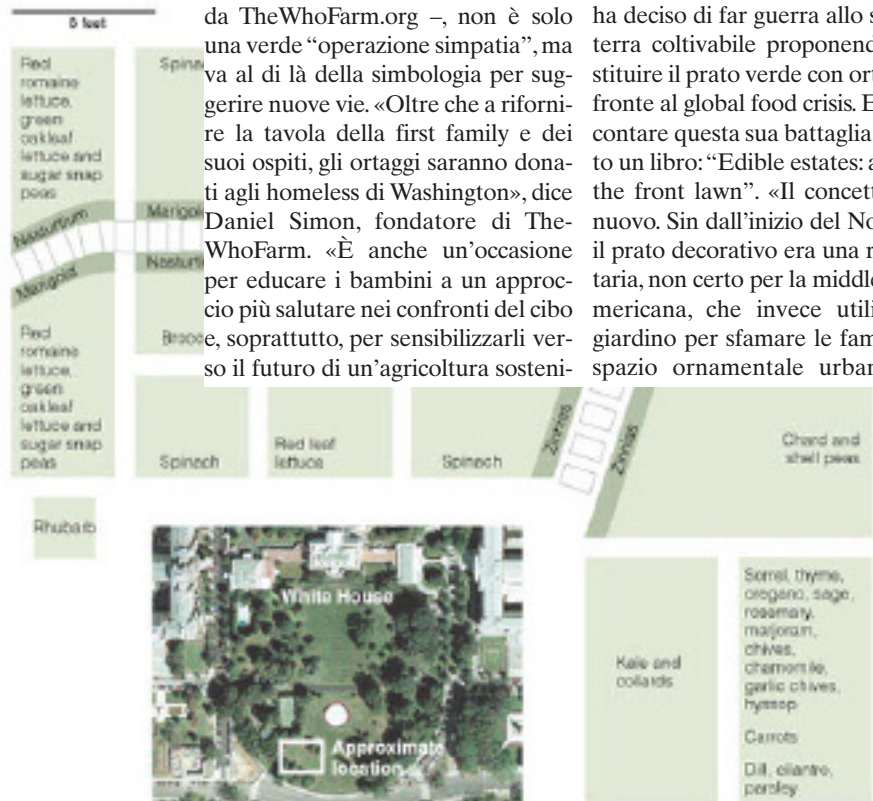 5 feet
Red
romaine
lettuce,
green
oakleaf
lettuce and
sugar snap
peas
Nasturtium
Marigold
Red
romaine
lettuce,
green
oakleaf
lettuce and
sugar snap
peas
Rhubarb
da TheWhoFarm.org –, non è solo
una verde “operazione simpatia”, ma
va al di là della simbologia per sug-
gerire nuove vie. «Oltre che a riforni-
re la tavola della first family e dei
suoi ospiti, gli ortaggi saranno dona-
ti agli homeless di Washington», dice
Daniel Simon, fondatore di The-
WhoFarm. «È anche un’occasione
per educare i bambini a un approc-
cio più salutare nei confronti del cibo
e, soprattutto, per sensibilizzarli ver-
so il futuro di un’agricoltura sosteni-
ha deciso di far guerra allo
terra coltivabile
stituire il prato verde con
fronte al global food crisis.
contare questa sua battaglia
to un libro: “Edible estates:
the front lawn”. «Il
nuovo. Sin dall’inizio del
il prato decorativo era una
taria, non certo per la middle
mericana, che invece
giardino per sfamare le
spazio ornamentale
Spinach
Red leaf
lettuce
Spinach
Zinnias
Zinnias
Chard and
shell peas
White House
Approximate
location
Kale and
collards
Sorrel, thyme,
oregano, sage,
rosemary,
marjoram,
chives,
chamomile,
garlic chives,
hyssop
Carrots
Dill, cilantro,
parsley